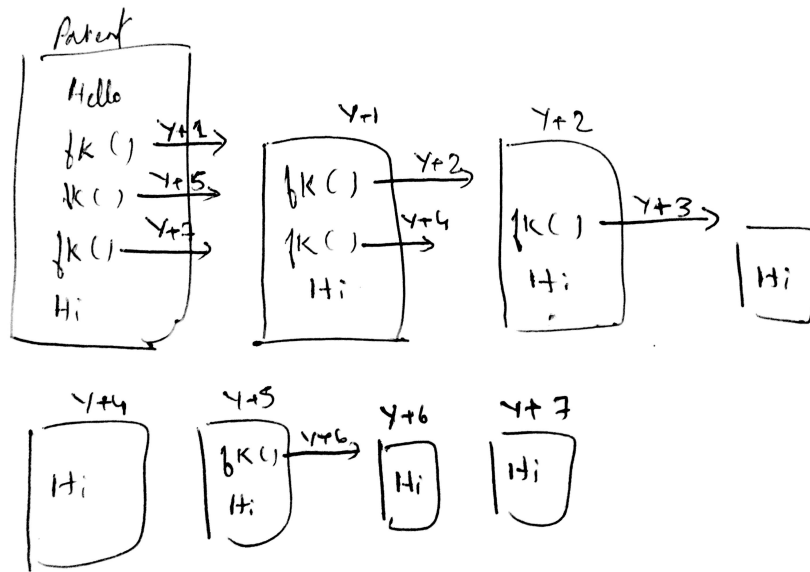 Parent
Hello
fK () Y+1
fK () Y+5
fK () Y+7
Hi
Y+1
fK () Y+2
fK () Y+4
Hi
Y+2
fK () Y+3
Hi
Hi
Y+4
Hi
Y+5
fK () Y+6
Hi
Y+6
Hi
Y+7
Hi